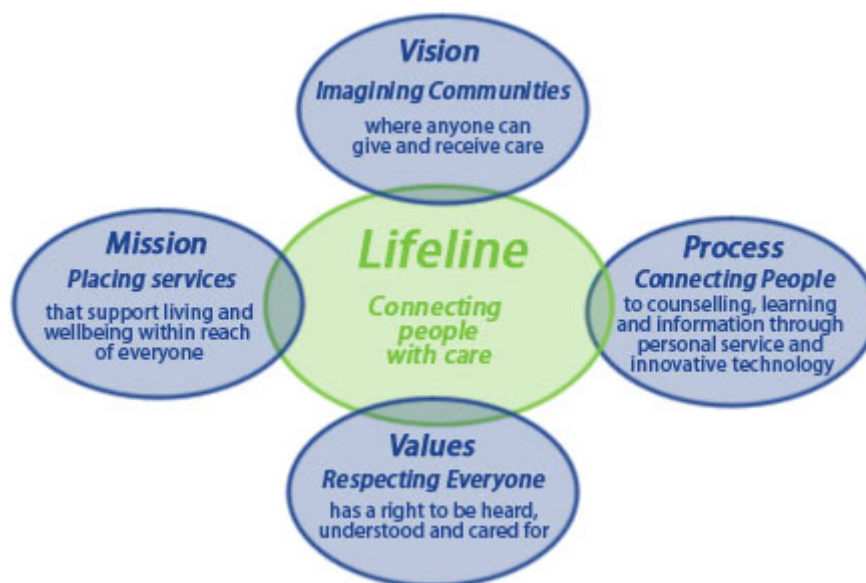 Vision
Imagining Communities
where anyone can
give and receive care
Mission
Placing services
that support living and
wellbeing within reach
of everyone
Lifeline
Connecting
people
with care
Process
Connecting People
to counselling, learning
and information through
personal service and
innovative technology
Values
Respecting Everyone
has a right to be heard,
understood and cared for